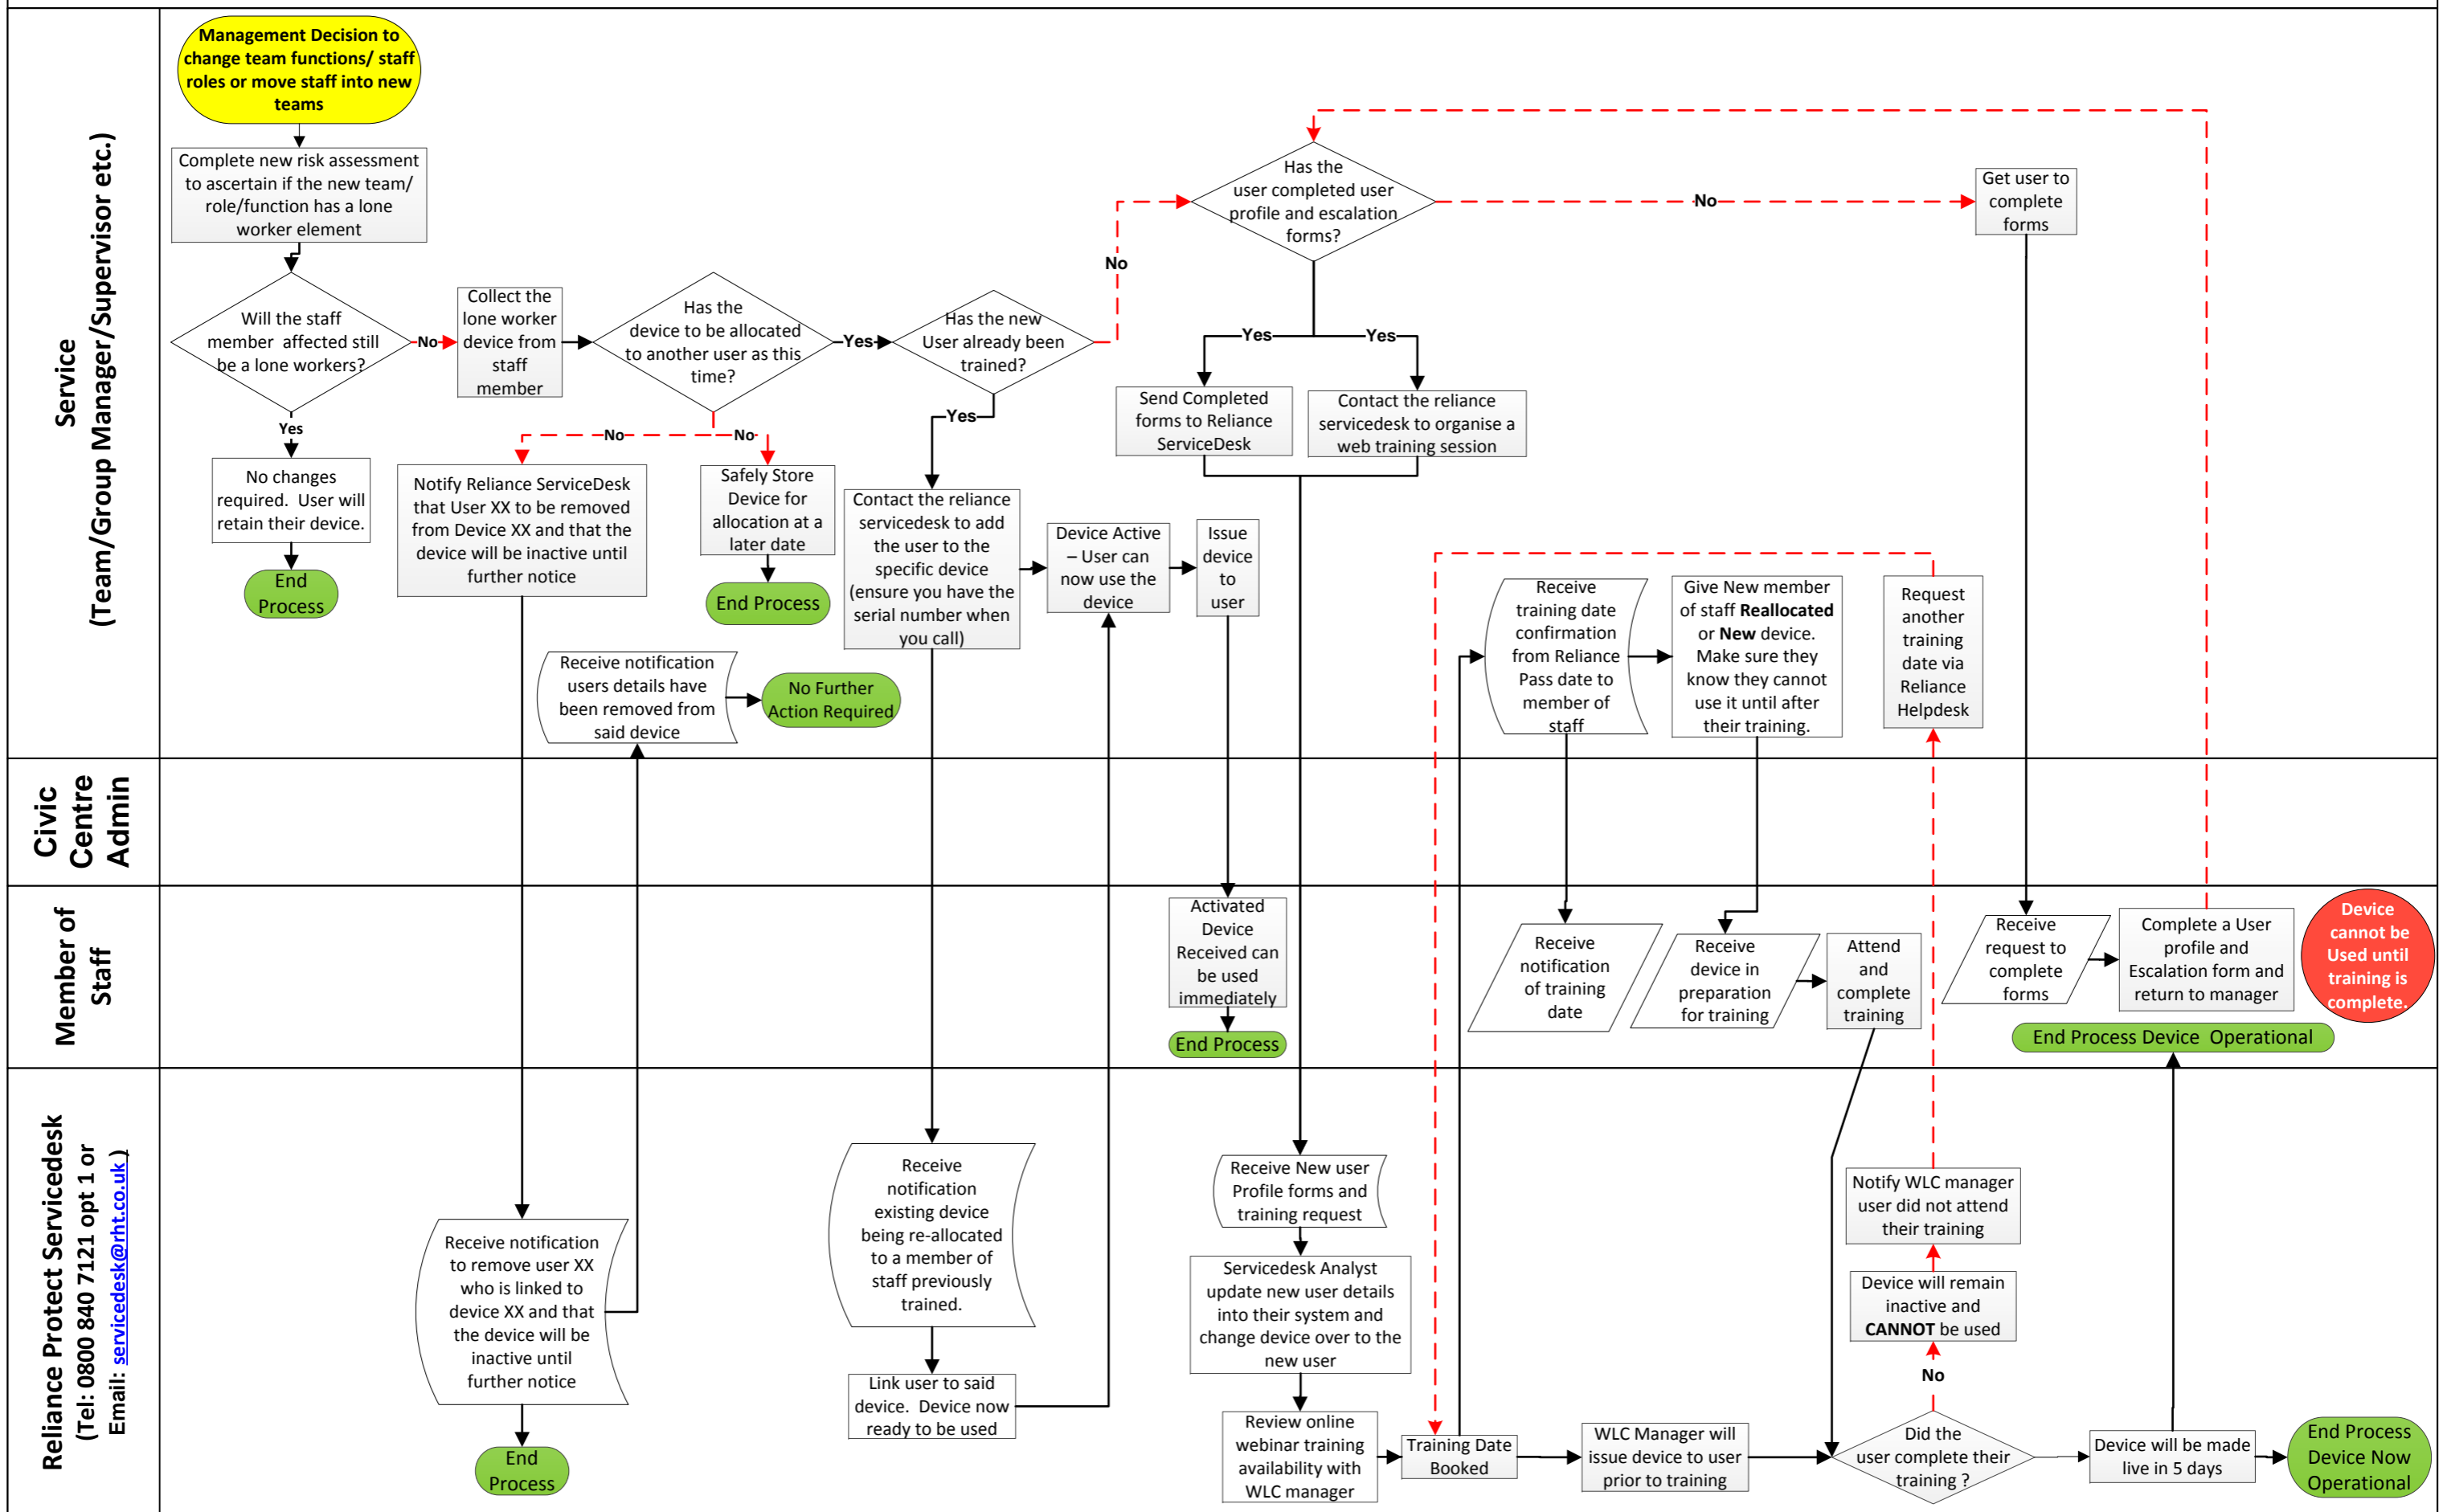 Service
(Team/Group Manager/Supervisor etc.)
Management Decision to
change team functions/ staff
roles or move staff into new
teams
Complete new risk assessment
to ascertain if the new team/
role/function has a lone
worker element
Will the staff
member  affected still
be a lone workers?
No
Yes
No changes
required.  User will
retain their device.
End
Process
Collect the
lone worker
device from
staff
member
Has the
device to be allocated
to another user as this
time?
Yes
No
No
Notify Reliance ServiceDesk
that User XX to be removed
from Device XX and that the
device will be inactive until
further notice
Safely Store
Device for
allocation at a
later date
End Process
Receive notification
users details have
been removed from
said device
No Further
Action Required
Has the new
User already been
trained?
No
Yes
Contact the reliance
servicedesk to add
the user to the
specific device
(ensure you have the
serial number when
you call)
Device Active
– User can
now use the
device
Issue
device
to
user
Has the
user completed user
profile and escalation
forms?
No
Yes
Yes
Send Completed
forms to Reliance
ServiceDesk
Contact the reliance
servicedesk to organise a
web training session
Get user to
complete
forms
Receive
training date
confirmation
from Reliance
Pass date to
member of
staff
Give New member
of staff Reallocated
or New device.
Make sure they
know they cannot
use it until after
their training.
Request
another
training
date via
Reliance
Helpdesk
Civic
Centre
Admin
Member of
Staff
Activated
Device
Received can
be used
immediately
End Process
Receive
notification
of training
date
Receive
device in
preparation
for training
Attend
and
complete
training
Receive
request to
complete
forms
Complete a User
profile and
Escalation form and
return to manager
Device
cannot be
Used until
training is
complete.
End Process Device  Operational
Reliance Protect Servicedesk
(Tel: 0800 840 7121 opt 1 or
Email: servicedesk@rht.co.uk )
Receive notification
to remove user XX
who is linked to
device XX and that
the device will be
inactive until
further notice
End
Process
Receive
notification
existing device
being re-allocated
to a member of
staff previously
trained.
Link user to said
device.  Device now
ready to be used
Receive New user
Profile forms and
training request
Servicedesk Analyst
update new user details
into their system and
change device over to the
new user
Review online
webinar training
availability with
WLC manager
Training Date
Booked
WLC Manager will
issue device to user
prior to training
Did the
user complete their
training ?
No
Device will remain
inactive and
CANNOT be used
Notify WLC manager
user did not attend
their training
Device will be made
live in 5 days
End Process
Device Now
Operational